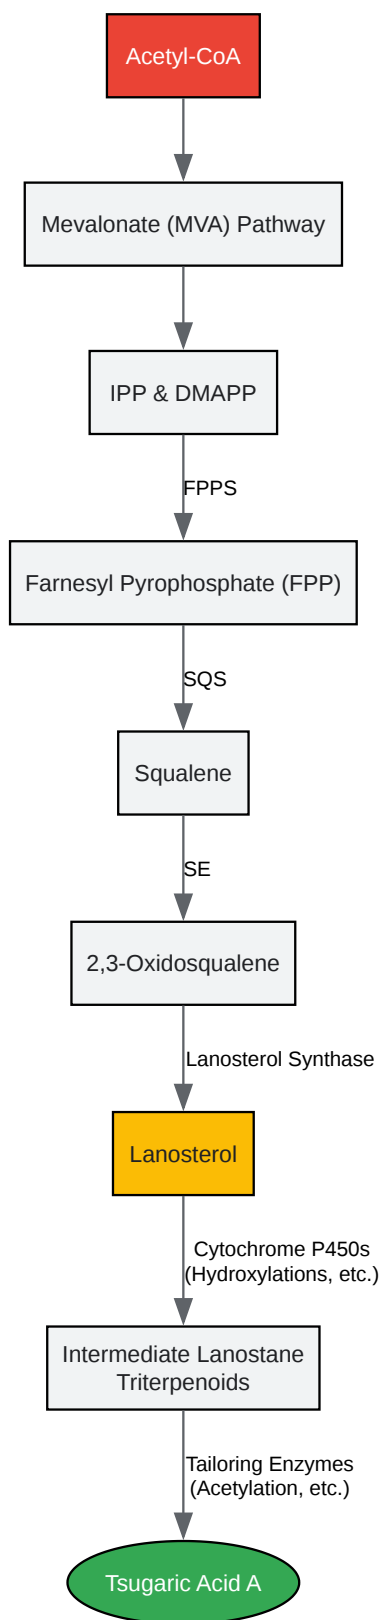 Acetyl-CoA
Mevalonate (MVA) Pathway
IPP & DMAPP
FPPS
Farnesyl Pyrophosphate (FPP)
SQS
Squalene
SE
2,3-Oxidosqualene
Lanosterol Synthase
Lanosterol
Cytochrome P450s
(Hydroxylations, etc.)
Intermediate Lanostane
Triterpenoids
Tailoring Enzymes
(Acetylation, etc.)
Tsugaric Acid A